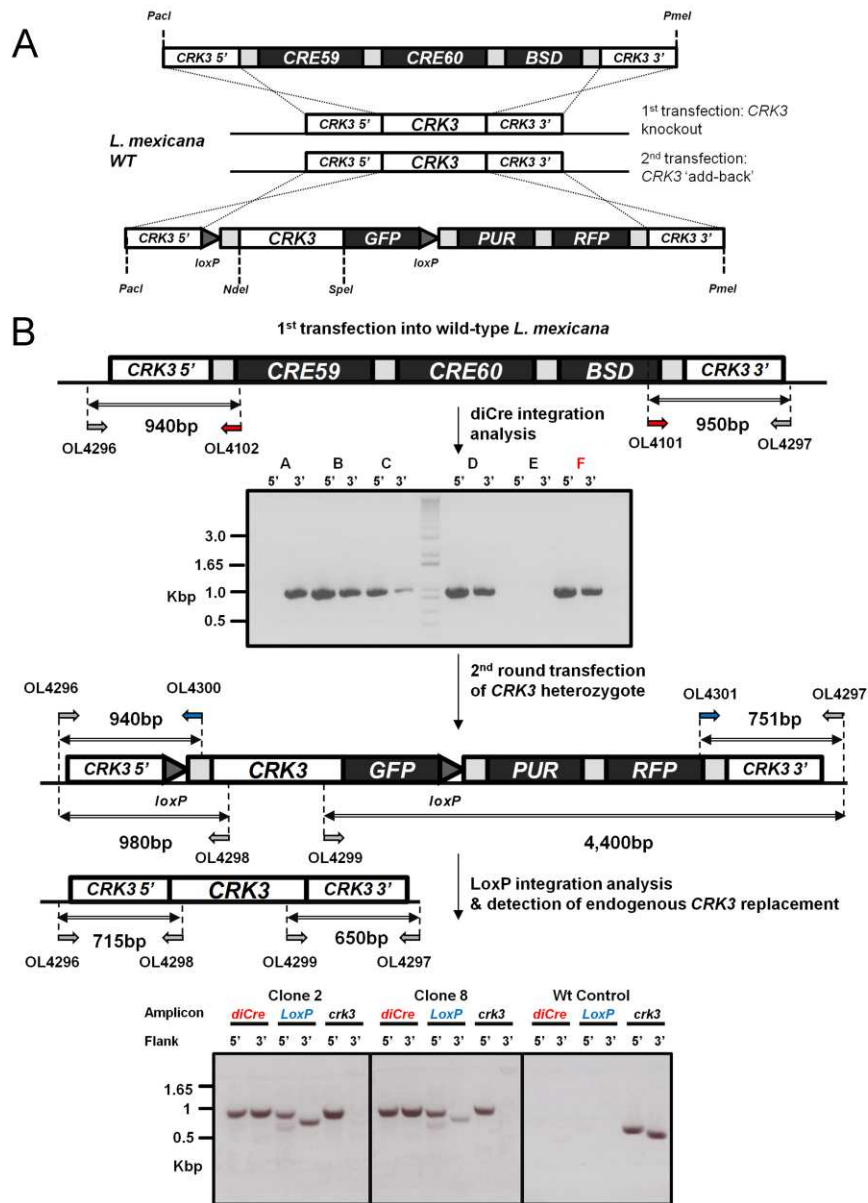 A
PacI PmeI
CRK3 5' CRE59 CRE60 BSD CRK3 3'
L. mexicana
WT
CRK3 5' CRK3 CRK3 3'
1st transfection: CRK3
knockout
CRK3 5' CRK3 CRK3 3'
2nd transfection:
CRK3 'add-back'
CRK3 5' CRK3 GFP PUR RFP CRK3 3'
loxP loxP
PacI NdeI SpeI PmeI
B
1st transfection into wild-type L. mexicana
CRK3 5' CRE59 CRE60 BSD CRK3 3'
940bp 950bp
OL4296 OL4102 OL4101 OL4297
diCre integration
analysis
A B C D E F
5' 3' 5' 3' 5' 3' 5' 3' 5' 3' 5' 3'
3.0
1.65
1.0
Kbp
0.5
2nd round transfection
of CRK3 heterozygote
OL4296 OL4300 OL4301 OL4297
940bp 751bp
CRK3 5' CRK3 GFP PUR RFP CRK3 3'
loxP loxP
980bp OL4298 OL4299 4,400bp
CRK3 5' CRK3 CRK3 3'
LoxP integration analysis
& detection of endogenous CRK3 replacement
715bp 650bp
OL4296 OL4298 OL4299 OL4297
Clone 2 Clone 8 Wt Control
Amplicon diCre LoxP crk3 diCre LoxP crk3 diCre LoxP crk3
Flank 5' 3' 5' 3' 5' 3' 5' 3' 5' 3' 5' 3' 5' 3' 5' 3' 5' 3'
1.65
1
0.5
Kbp